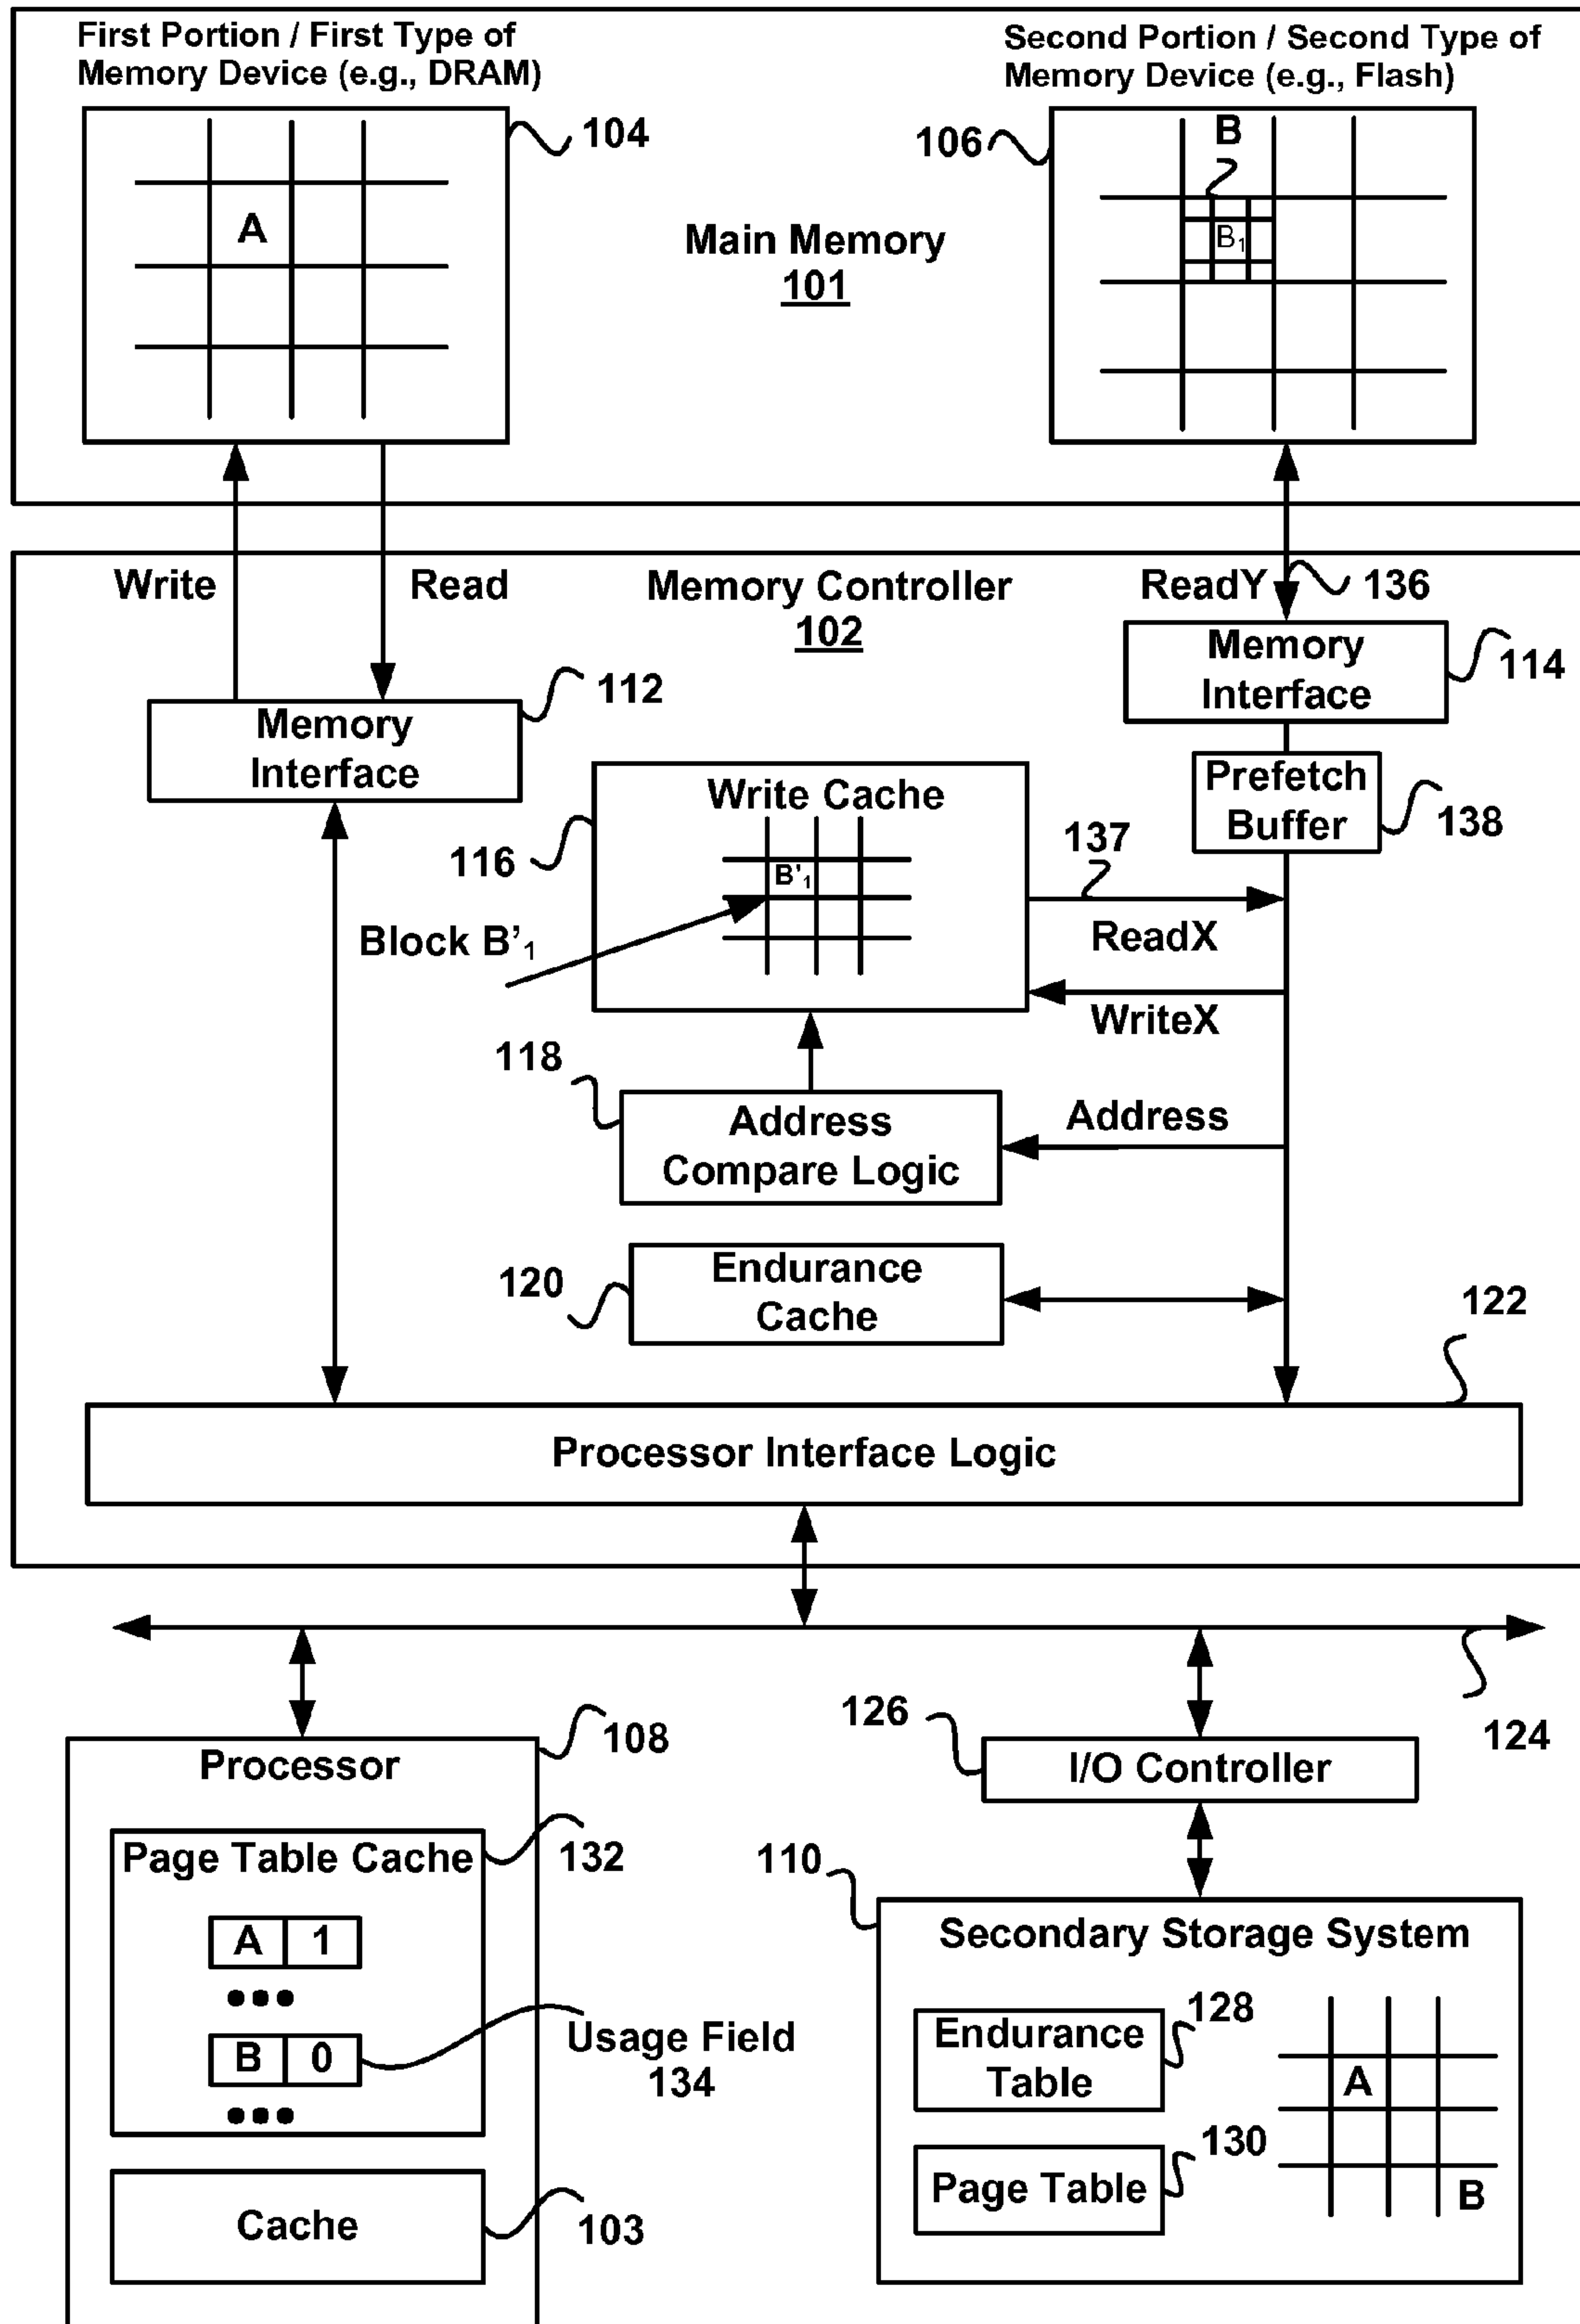 First Portion / First Type of
Memory Device (e.g., DRAM)
Second Portion / Second Type of
Memory Device (e.g., Flash)
104
106
B
A
B1
Main Memory
101
Write
Read
Memory Controller
102
ReadY
136
Memory
Interface
114
112
Memory
Interface
Prefetch
Buffer
138
Write Cache
116
B'1
137
Block B’1
ReadX
WriteX
118
Address
Compare Logic
Address
120
Endurance
Cache
122
Processor Interface Logic
124
108
Processor
126
I/O Controller
Page Table Cache
132
A 1
•••
B 0
•••
Usage Field
134
110
Secondary Storage System
Endurance
Table
128
A
130
Page Table
B
Cache
103